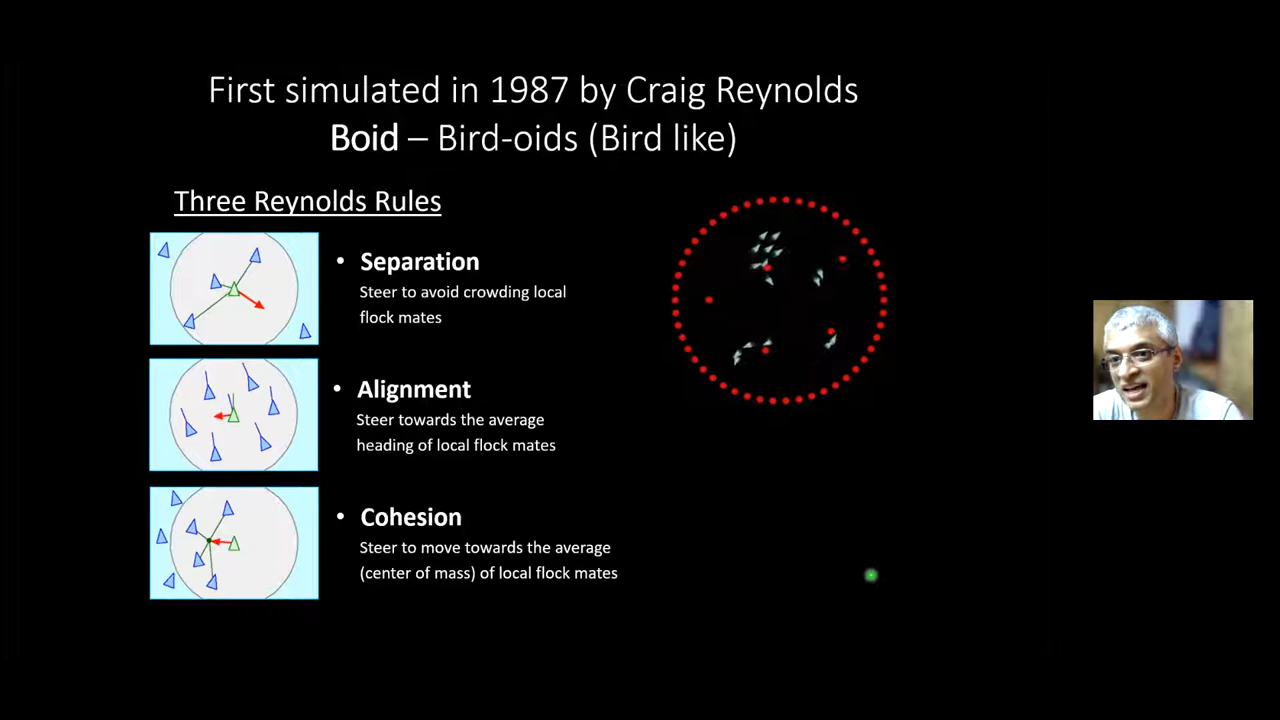 First simulated in 1987 by Craig Reynolds
Boid – Bird-oids (Bird like)
Three Reynolds Rules
• Separation
Steer to avoid crowding local
flock mates
• Alignment
Steer towards the average
heading of local flock mates
• Cohesion
Steer to move towards the average
(center of mass) of local flock mates